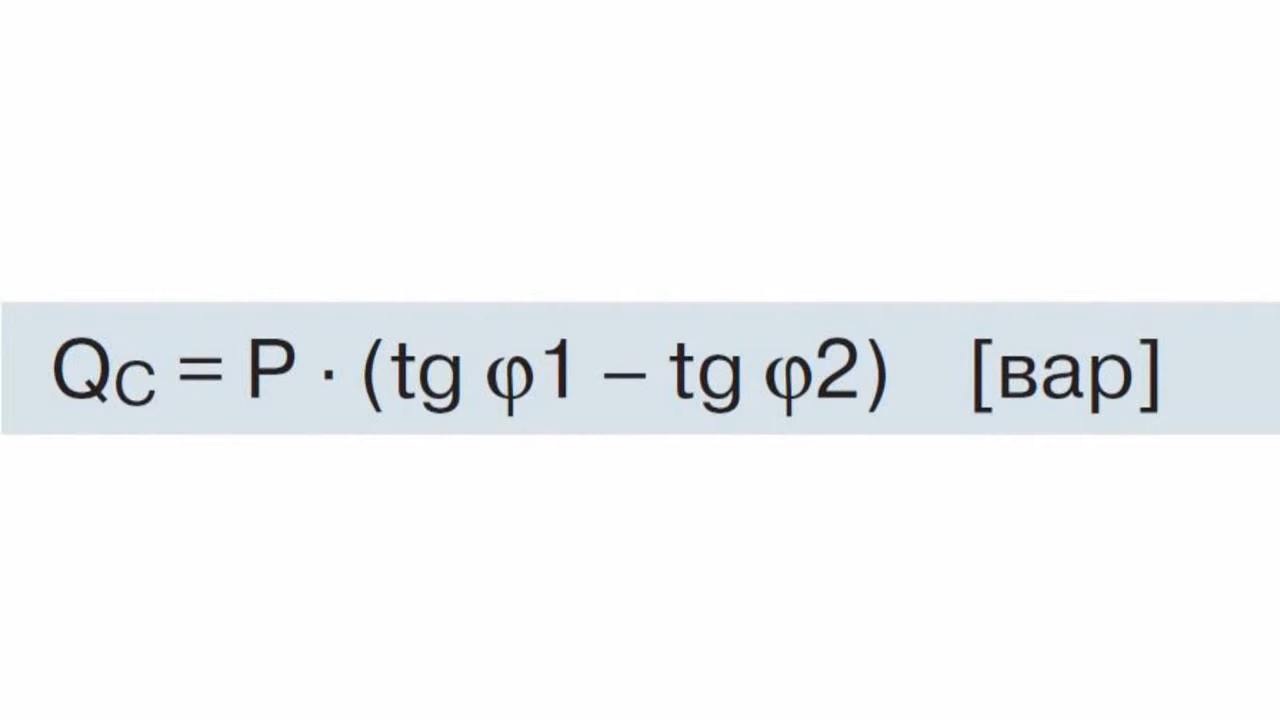 Qc = P · (tg φ1 – tg φ2) [вар]